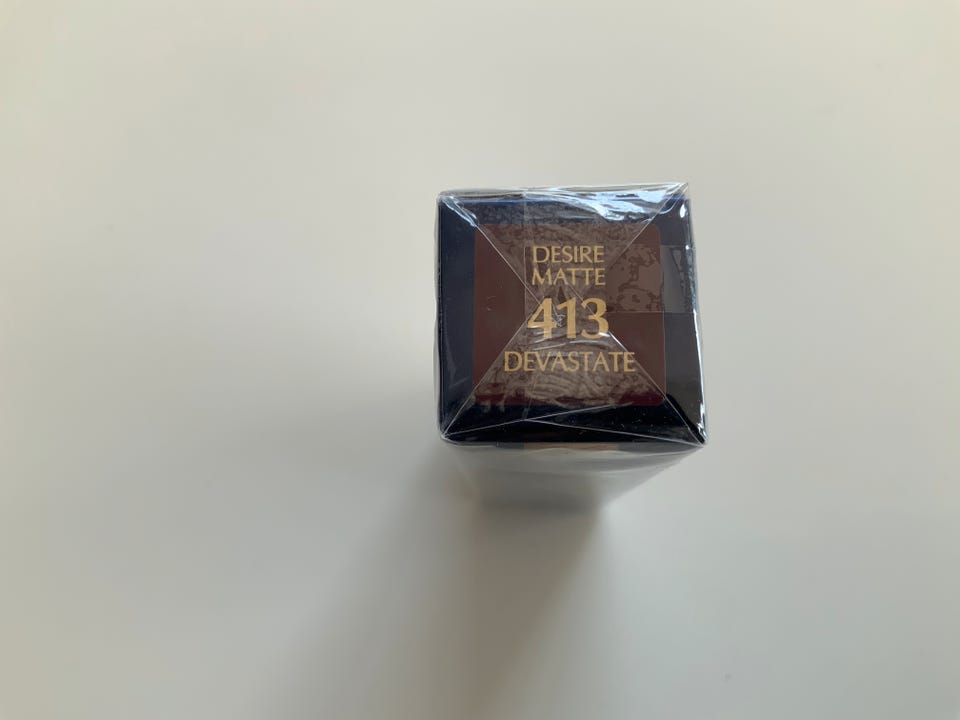 DESIRE
MATTE
413
DEVASTATE